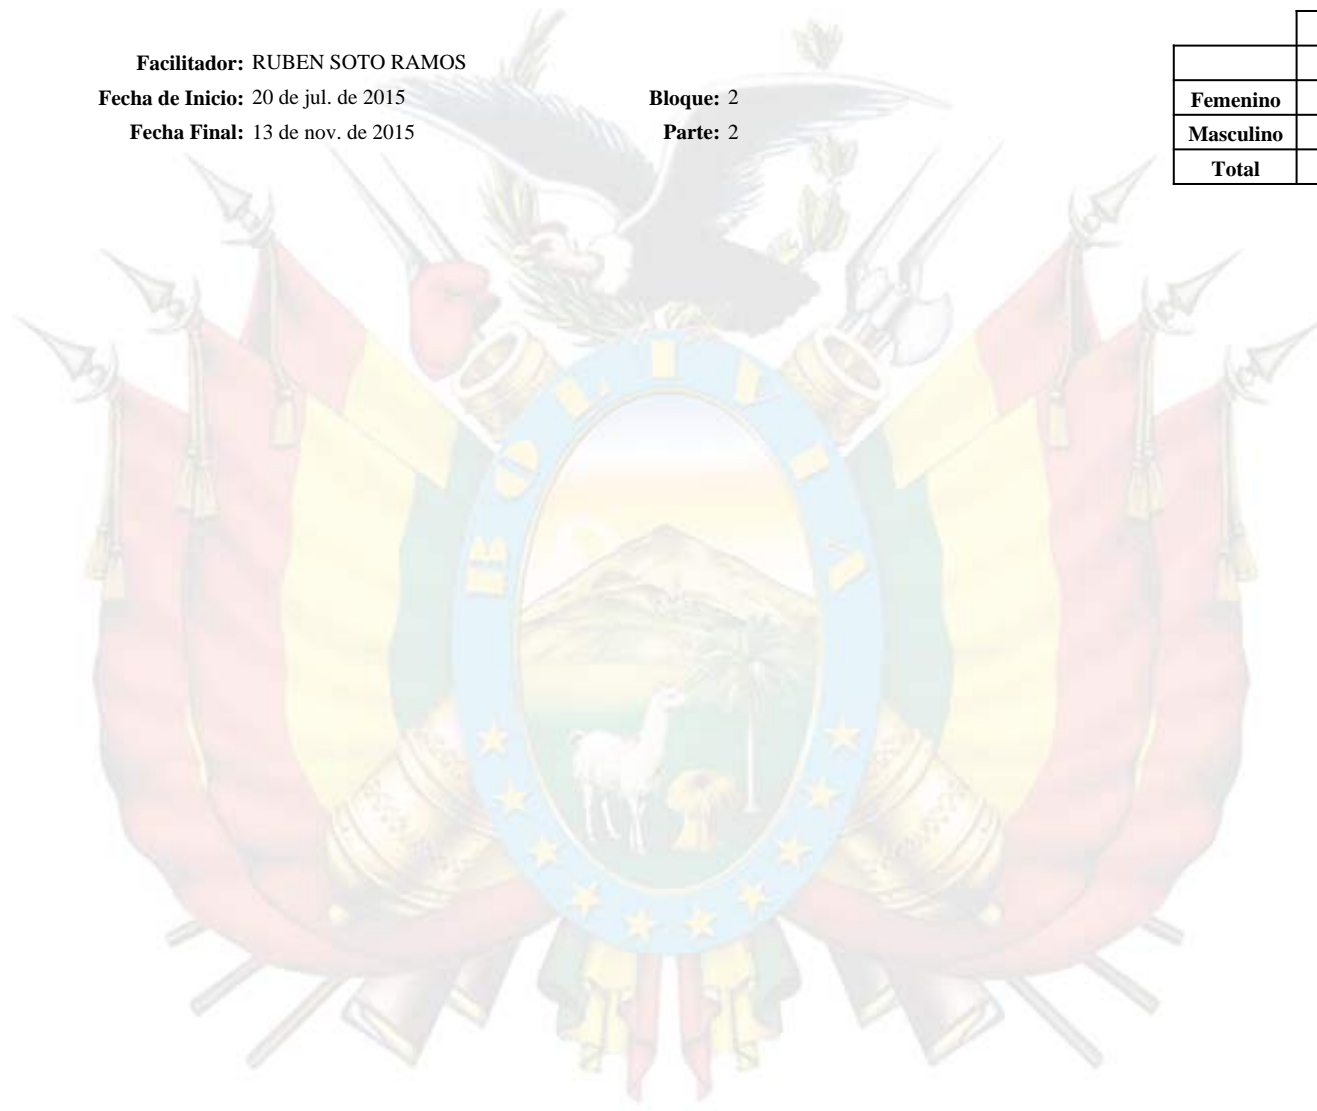 Facilitador: RUBEN SOTO RAMOS
Fecha de Inicio: 20 de jul. de 2015 Bloque: 2
Fecha Final: 13 de nov. de 2015 Parte: 2
Femenino
Masculino
Total
BOLIVIA